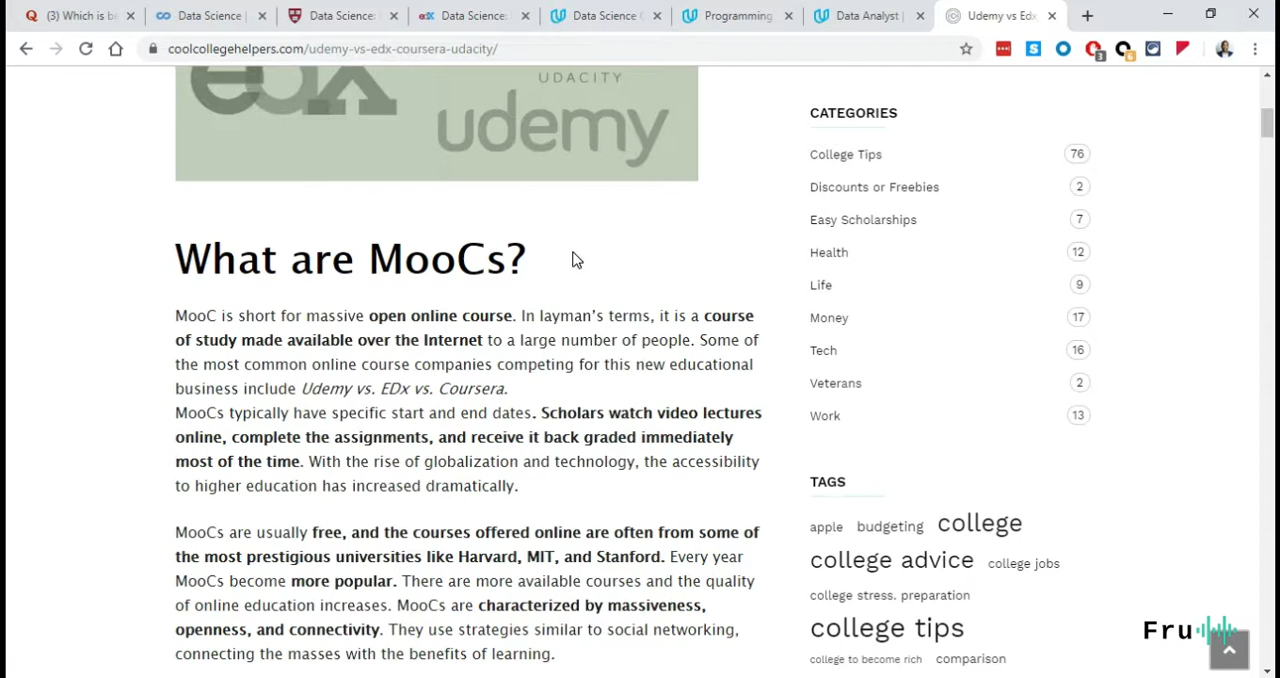 (3) Which is be
Data Science |
Data Science:
edX
Data Science:
Data Science C
Programming
Data Analyst |
Udemy vs Edx
coolcollegehelpers.com/udemy-vs-edx-coursera-udacity/
edX
UDACITY
udemy
What are MooCs?
MooC is short for massive open online course. In layman's terms, it is a course
of study made available over the Internet to a large number of people. Some of
the most common online course companies competing for this new educational
business include Udemy vs. EDx vs. Coursera.
MooCs typically have specific start and end dates. Scholars watch video lectures
online, complete the assignments, and receive it back graded immediately
most of the time. With the rise of globalization and technology, the accessibility
to higher education has increased dramatically.
MooCs are usually free, and the courses offered online are often from some of
the most prestigious universities like Harvard, MIT, and Stanford. Every year
MooCs become more popular. There are more available courses and the quality
of online education increases. MooCs are characterized by massiveness,
openness, and connectivity. They use strategies similar to social networking,
connecting the masses with the benefits of learning.
CATEGORIES
College Tips 76
Discounts or Freebies 2
Easy Scholarships 7
Health 12
Life 9
Money 17
Tech 16
Veterans 2
Work 13
TAGS
apple budgeting college
college advice college jobs
college stress. preparation
college tips
college to become rich comparison
Fru